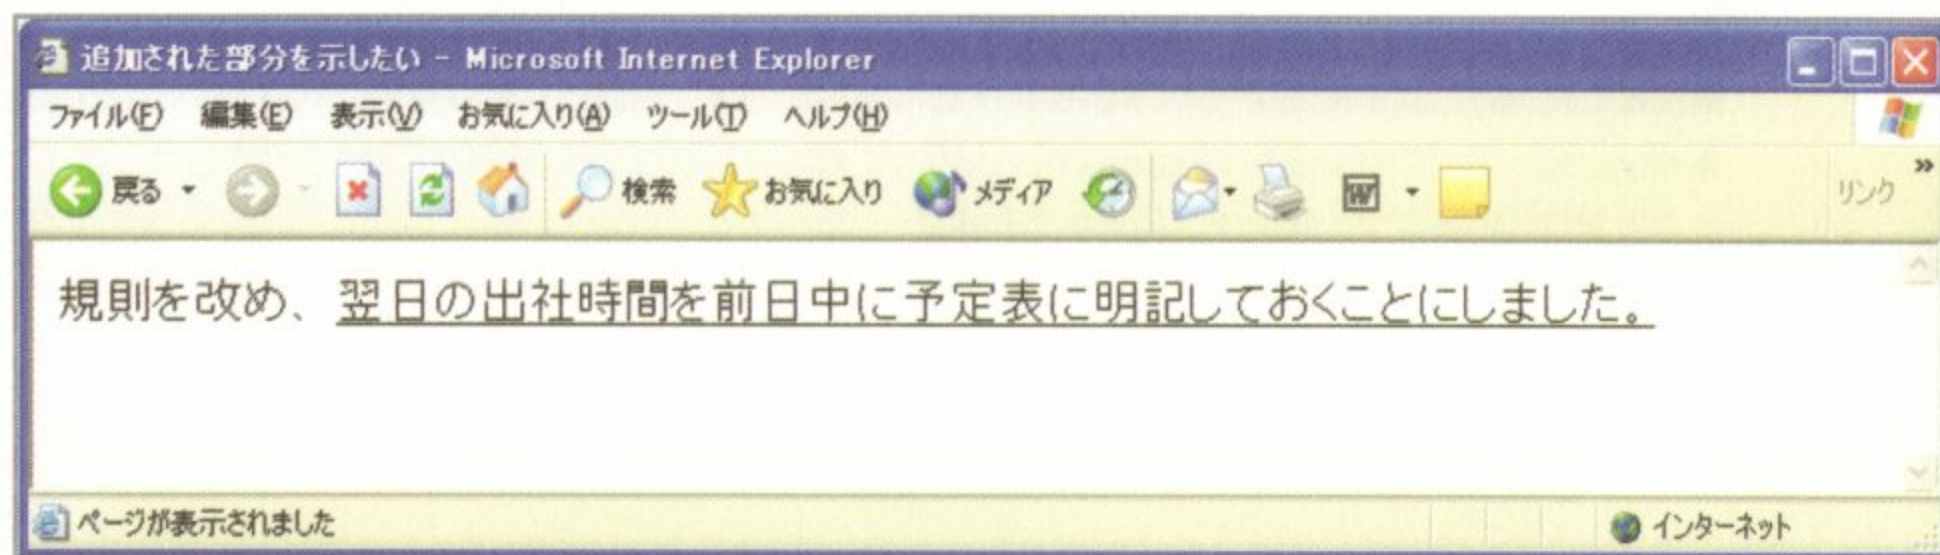 追加された部分を示したい - Microsoft Internet Explorer
ファイル(F) 編集(E) 表示(V) お気に入り(A) ツール(T) ヘルプ(H)
戻る 検索 お気に入り メディア W リンク »
規則を改め、翌日の出社時間を前日中に予定表に明記しておくことにしました。
ページが表示されました インターネット